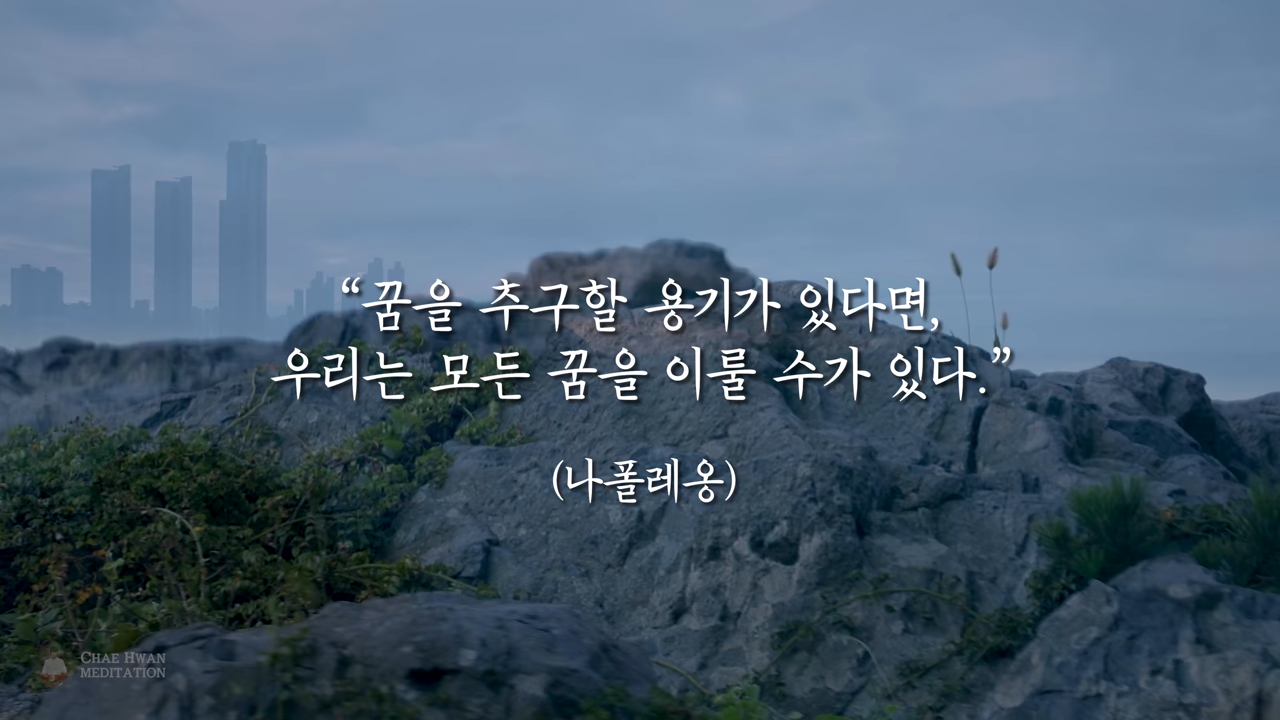 “꿈을 추구할 용기가 있다면,
우리는 모든 꿈을 이룰 수가 있다.”
(나폴레옹)
CHAE HWAN
MEDITATION